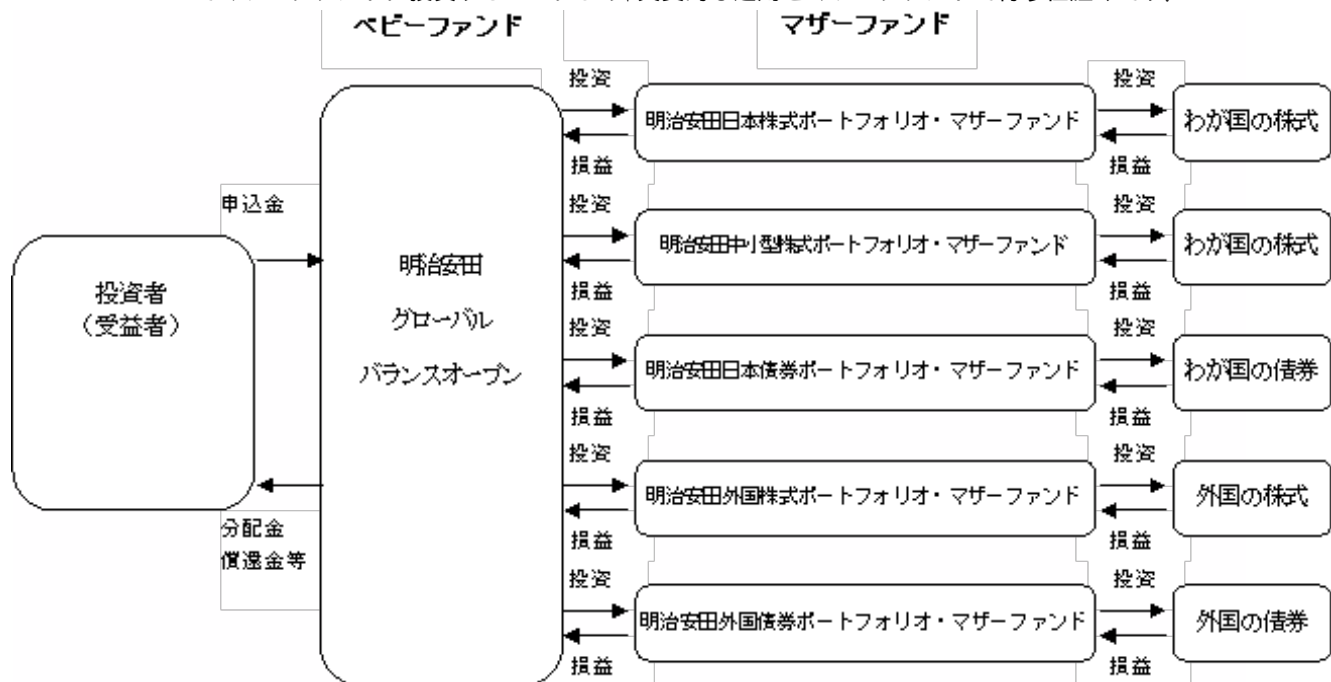 ベビーファンド
マザーファンド
投資
明治安田日本株式ポートフォリオ・マザーファンド
損益
投資
わが国の株式
損益
申込金
投資
明治安田中小型株式ポートフォリオ・マザーファンド
損益
投資
わが国の株式
損益
投資者
(受益者)
明治安田
グローバル
バランスオープン
投資
明治安田日本債券ポートフォリオ・マザーファンド
損益
投資
わが国の債券
損益
投資
明治安田外国株式ポートフォリオ・マザーファンド
損益
投資
外国の株式
損益
分配金
償還金等
投資
明治安田外国債券ポートフォリオ・マザーファンド
損益
投資
外国の債券
損益